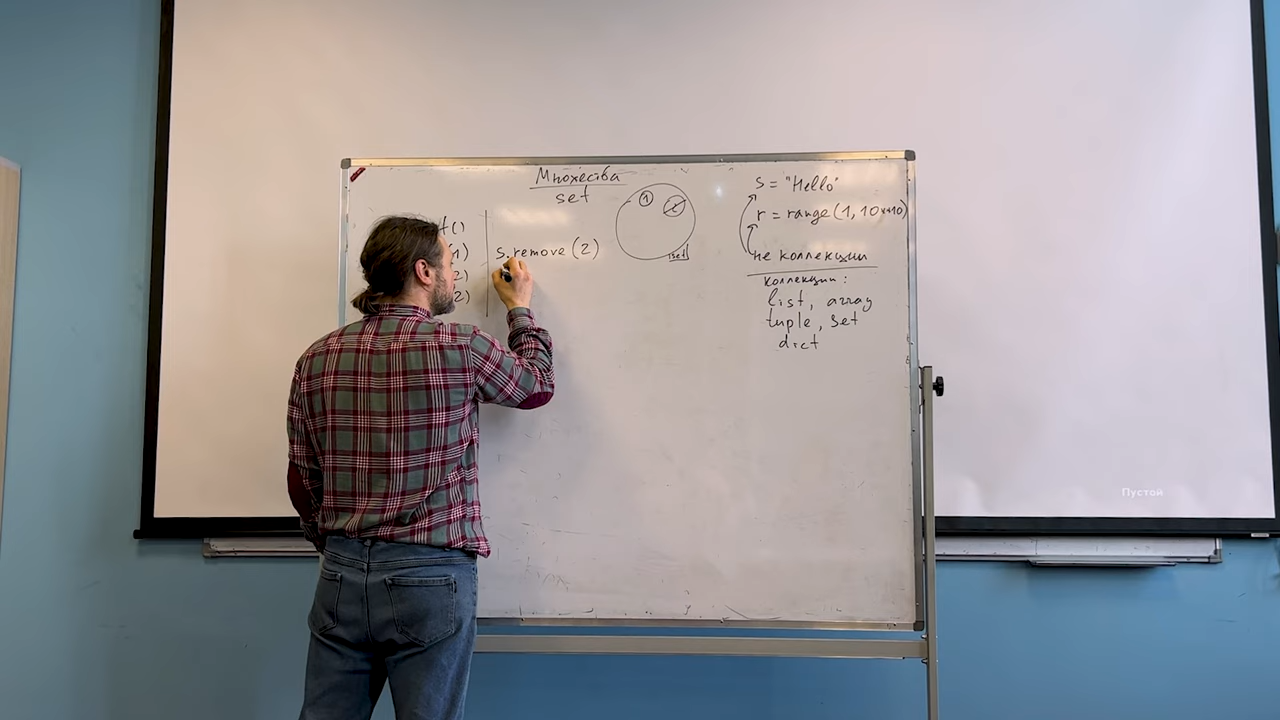 Множества
set
1
2
set
s.remove (2)
s = "Hello"
r = range(1, 10**10)
не коллекции
коллекции:
list, array
tuple, set
dict
Пустой